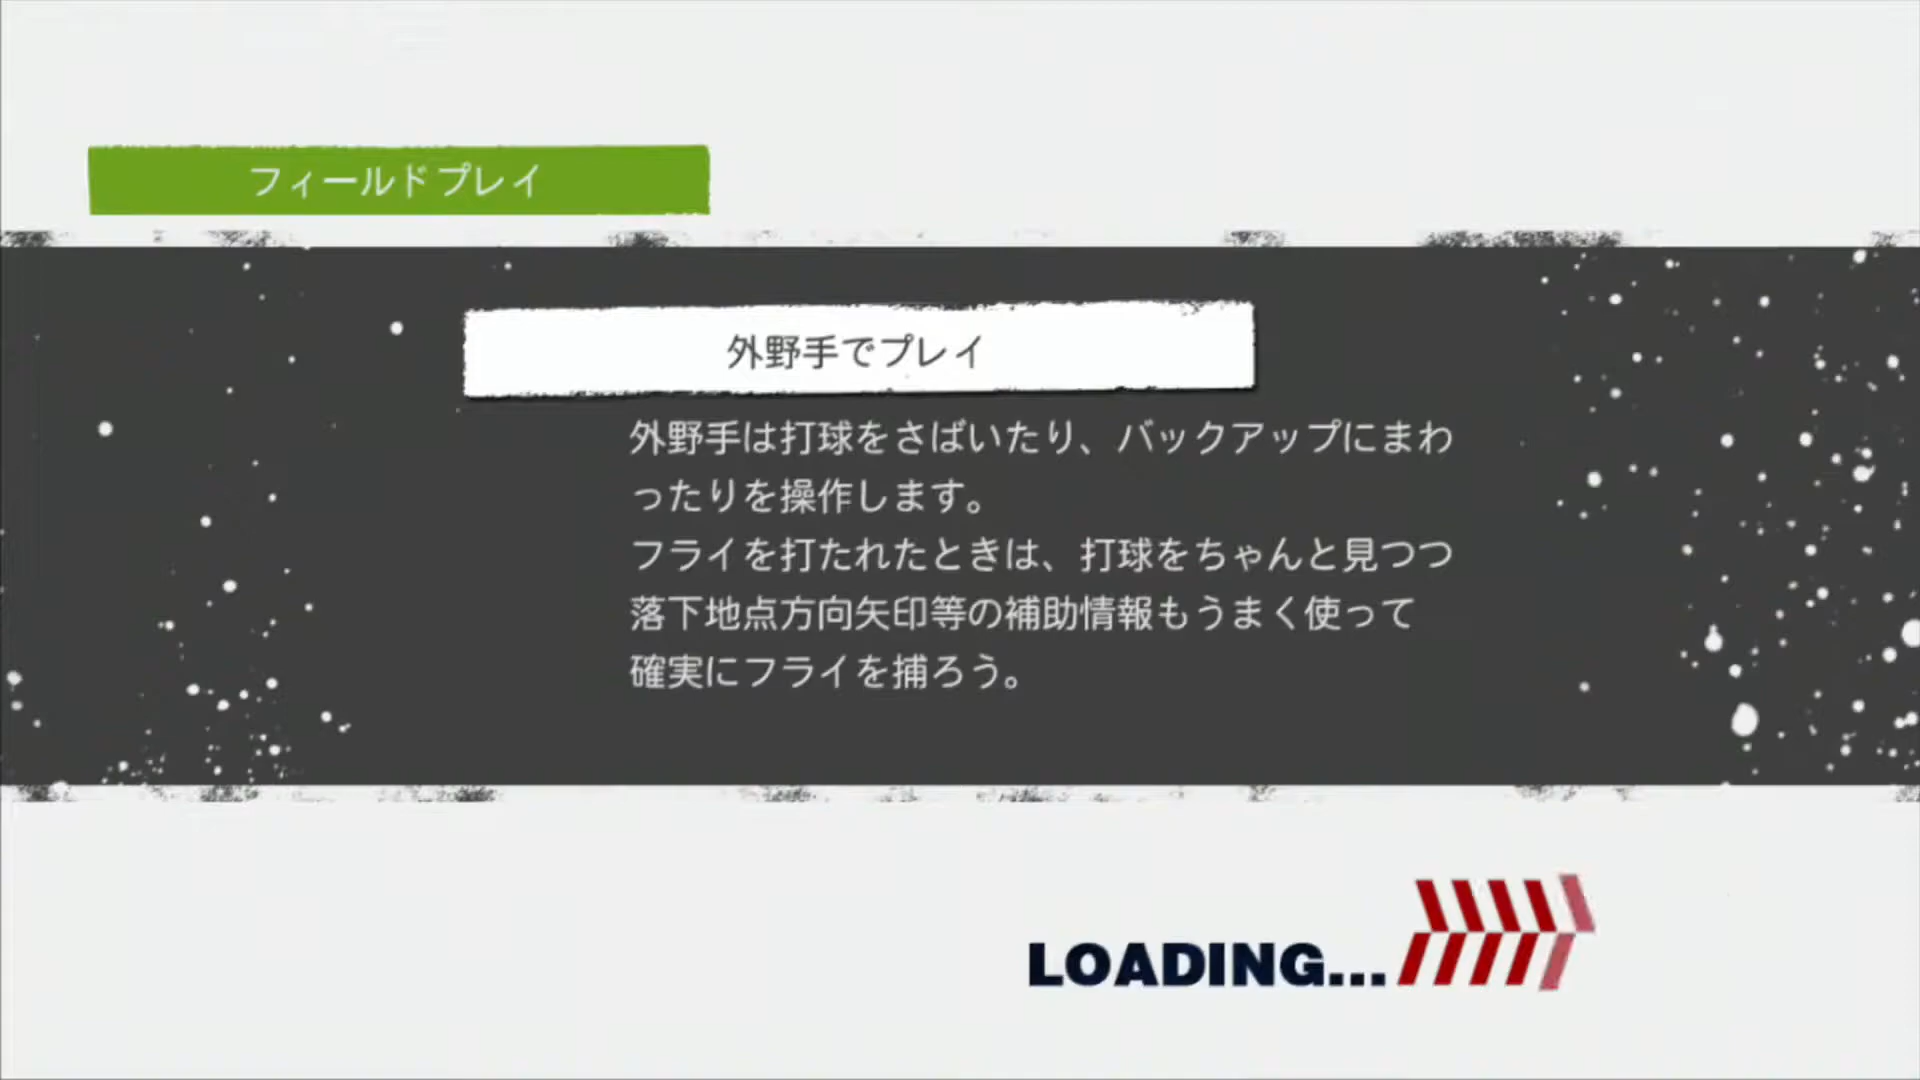 フィールドプレイ
外野手でプレイ
外野手は打球をさばいたり、バックアップにまわ
ったりを操作します。
フライを打たれたときは、打球をちゃんと見つつ
落下地点方向矢印等の補助情報もうまく使って
確実にフライを捕ろう。
LOADING...